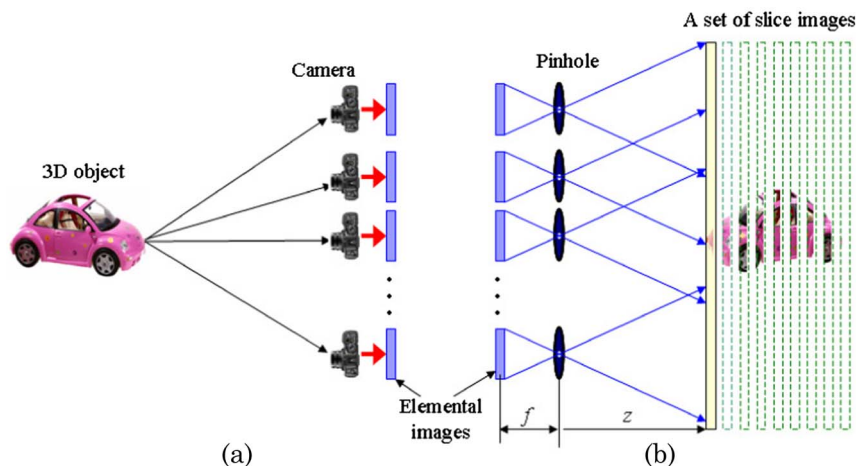 A set of slice images
Camera
Pinhole
3D object
Elemental
images
f
z
(a)
(b)